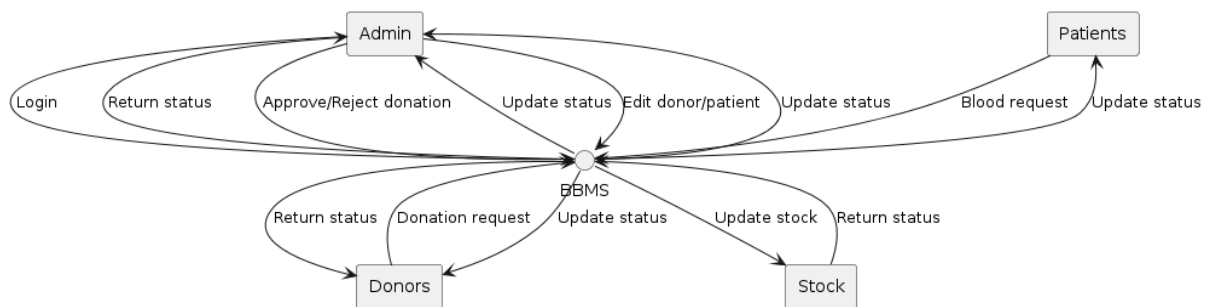 Admin
Patients
Login
Return status
Approve/Reject donation
Update status
Edit donor/patient
Update status
Blood request
Update status
BBMS
Return status
Donation request
Update status
Update stock
Return status
Donors
Stock